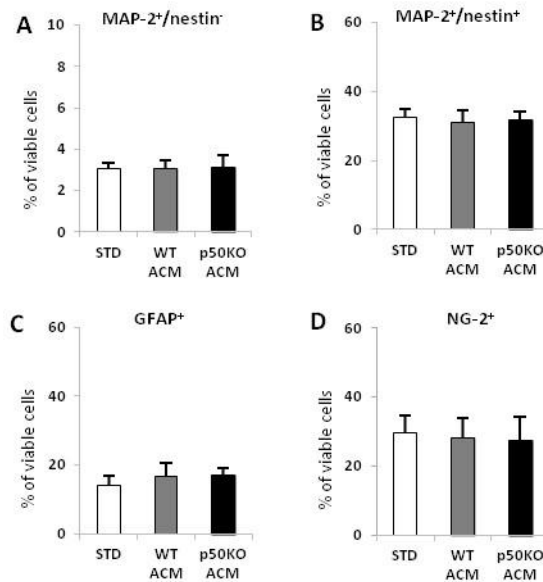 A
MAP-2⁺/nestin⁻
% of viable cells
10
8
6
4
2
0
STD
WT
ACM
p50KO
ACM
B
MAP-2⁺/nestin⁺
% of viable cells
60
40
20
0
STD
WT
ACM
p50KO
ACM
C
GFAP⁺
% of viable cells
60
40
20
0
STD
WT
ACM
p50KO
ACM
D
NG-2⁺
% of viable cells
60
40
20
0
STD
WT
ACM
p50KO
ACM